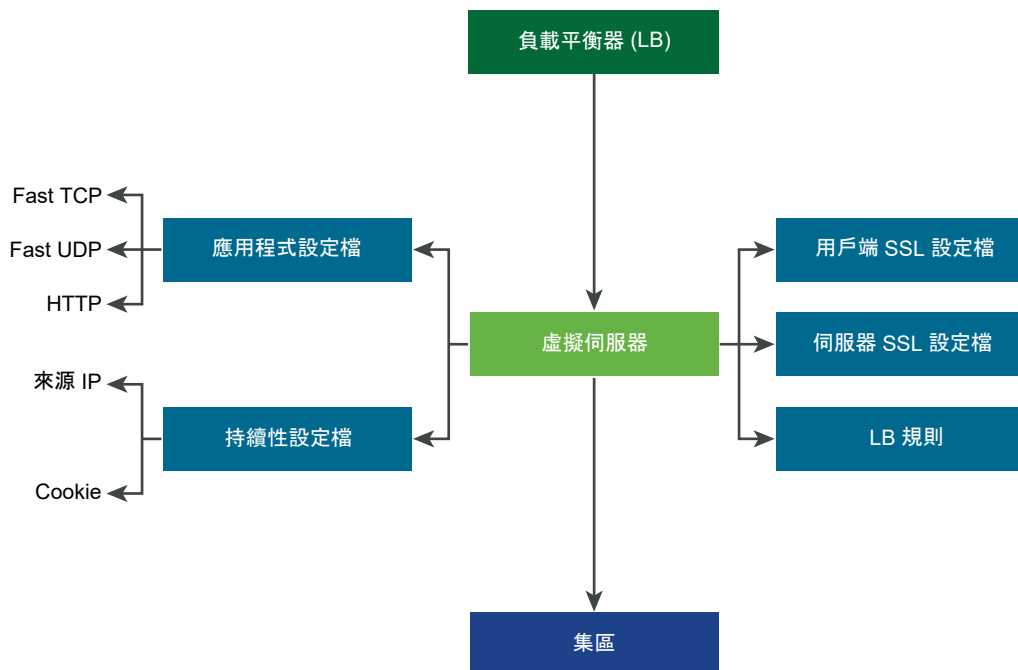 負載平衡器 (LB)
Fast TCP
Fast UDP
HTTP
應用程式設定檔
用戶端 SSL 設定檔
虛擬伺服器
伺服器 SSL 設定檔
來源 IP
Cookie
持續性設定檔
LB 規則
集區